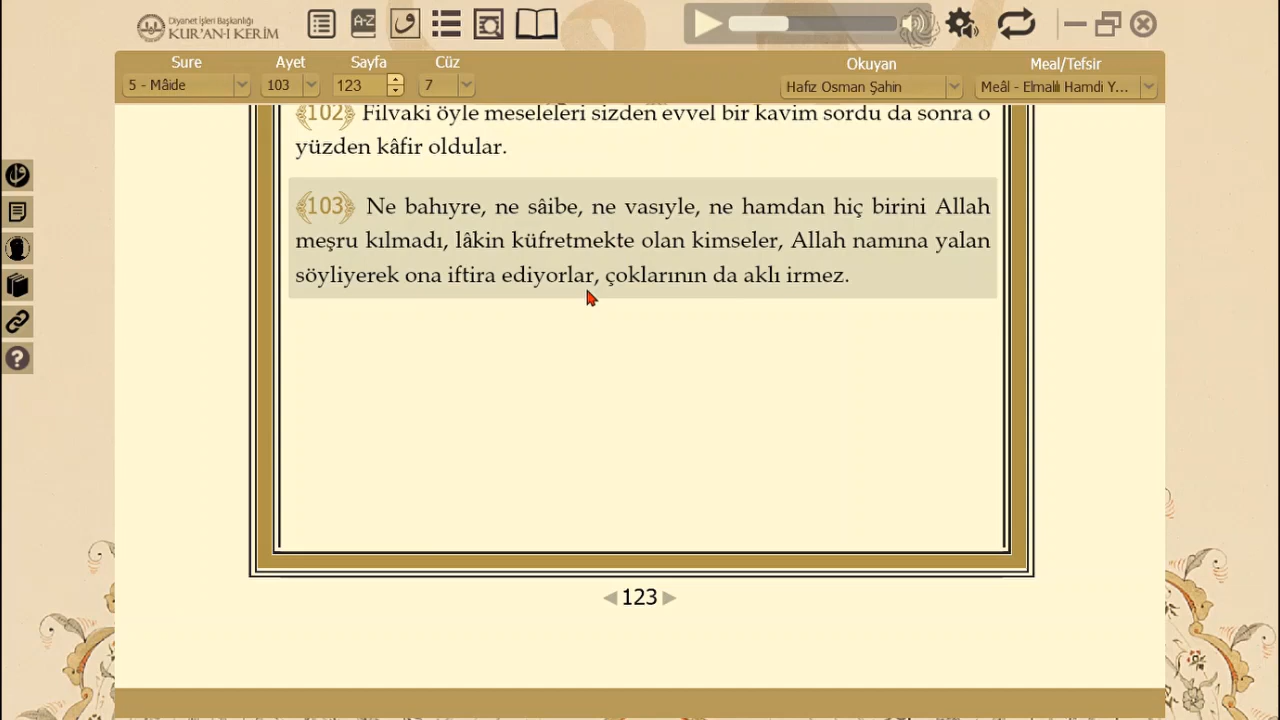 Diyanet İşleri Başkanlığı
KUR'AN-I KERİM
A-Z
Sure Ayet Sayfa Cüz Okuyan Meal/Tefsir
5 - Mâide 103 123 7 Hafız Osman Şahin Meâl - Elmalılı Hamdi Y...
102 Filvaki öyle meseleleri sizden evvel bir kavim sordu da sonra o
yüzden kâfir oldular.
103 Ne bahıyre, ne sâibe, ne vasıyle, ne hamdan hiç birini Allah
meşru kılmadı, lâkin küfretmekte olan kimseler, Allah namına yalan
söyliyerek ona iftira ediyorlar, çoklarının da aklı irmez.
123